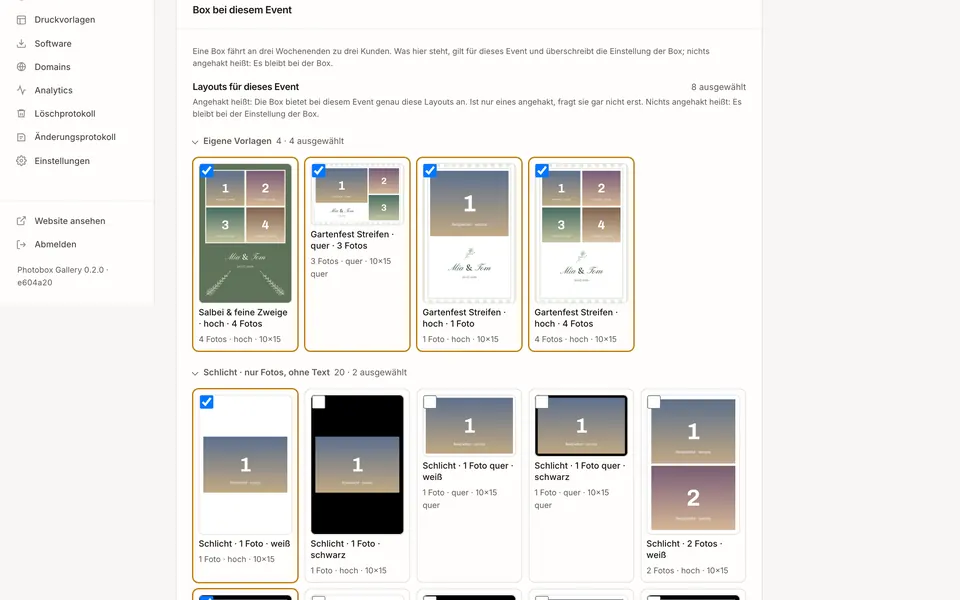 Druckvorlagen
Software
Domains
Analytics
Löschprotokoll
Änderungsprotokoll
Einstellungen
Website ansehen
Abmelden
Photobox Gallery 0.2.0 ·
e604a20
Box bei diesem Event
Eine Box fährt an drei Wochenenden zu drei Kunden. Was hier steht, gilt für dieses Event und überschreibt die Einstellung der Box; nichts
angehakt heißt: Es bleibt bei der Box.
Layouts für dieses Event
8 ausgewählt
Angehakt heißt: Die Box bietet bei diesem Event genau diese Layouts an. Ist nur eines angehakt, fragt sie gar nicht erst. Nichts angehakt heißt: Es
bleibt bei der Einstellung der Box.
Eigene Vorlagen 4 · 4 ausgewählt
1 2
3 4
Mia & Tom
Salbei & feine Zweige
· hoch · 4 Fotos
4 Fotos · hoch · 10×15
1 2
3
Mia & Tom
Gartenfest Streifen ·
quer · 3 Fotos
3 Fotos · quer · 10×15
quer
1
Mia & Tom
Gartenfest Streifen ·
hoch · 1 Foto
1 Foto · hoch · 10×15
1 2
3 4
Mia & Tom
Gartenfest Streifen ·
hoch · 4 Fotos
4 Fotos · hoch · 10×15
Schlicht · nur Fotos, ohne Text 20 · 2 ausgewählt
1
Schlicht · 1 Foto · weiß
1 Foto · hoch · 10×15
1
Schlicht · 1 Foto ·
schwarz
1 Foto · hoch · 10×15
1
Schlicht · 1 Foto quer ·
weiß
1 Foto · quer · 10×15
quer
1
Schlicht · 1 Foto quer ·
schwarz
1 Foto · quer · 10×15
quer
1
2
Schlicht · 2 Fotos ·
weiß
2 Fotos · hoch · 10×15